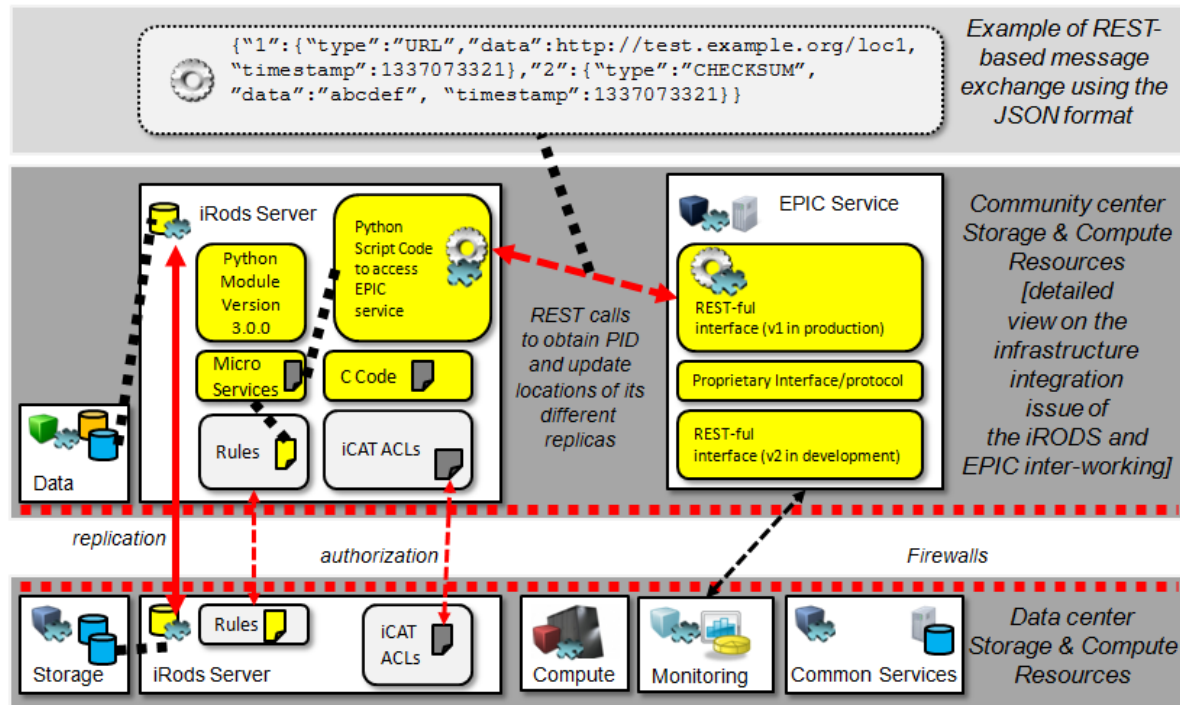 {“1”:{“type”:”URL”,”data”:http://test.example.org/loc1,
“timestamp”:1337073321},”2”:{“type”:”CHECKSUM”,
”data”:”abcdef”, “timestamp”:1337073321}}
Example of REST-
based message
exchange using the
JSON format
iRods Server
Python
Module
Version
3.0.0
Python
Script Code
to access
EPIC
service
Micro
Services
C Code
Rules
iCAT ACLs
Data
REST calls
to obtain PID
and update
locations of its
different
replicas
EPIC Service
REST-ful
interface (v1 in production)
Proprietary Interface/protocol
REST-ful
interface (v2 in development)
Community center
Storage & Compute
Resources
[detailed
view on the
infrastructure
integration
issue of
the iRODS and
EPIC inter-working]
replication
authorization
Firewalls
Storage
iRods Server
Rules
iCAT
ACLs
Compute
Monitoring
Common Services
Data center
Storage & Compute
Resources